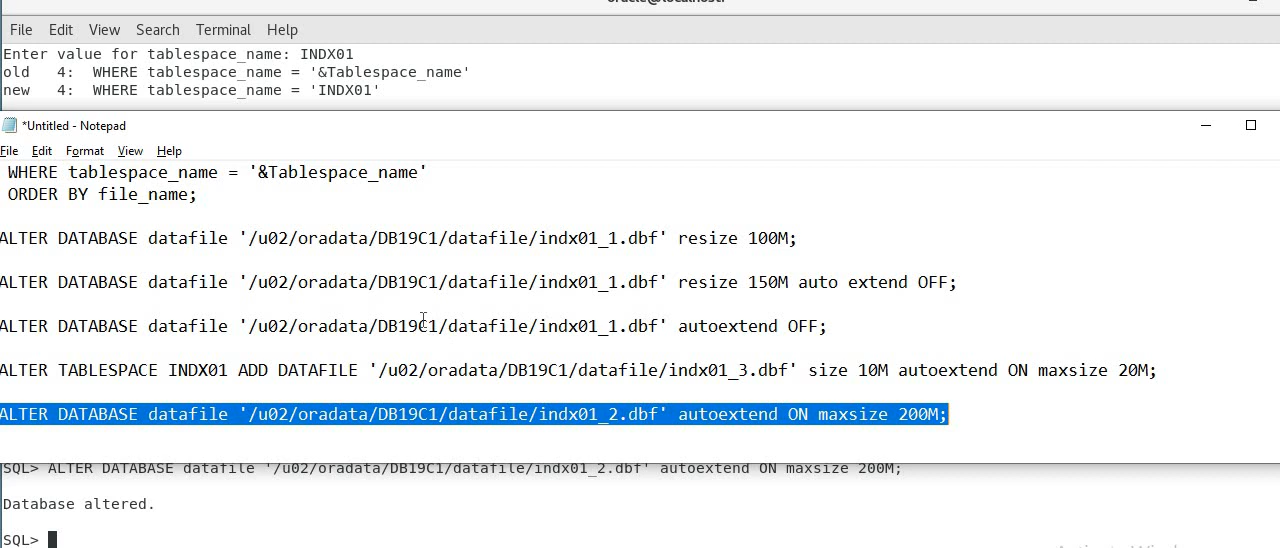 File Edit View Search Terminal Help
Enter value for tablespace_name: INDX01
old   4:  WHERE tablespace_name = '&Tablespace_name'
new   4:  WHERE tablespace_name = 'INDX01'
*Untitled - Notepad
File Edit Format View Help
WHERE tablespace_name = '&Tablespace_name'
ORDER BY file_name;
ALTER DATABASE datafile '/u02/oradata/DB19C1/datafile/indx01_1.dbf' resize 100M;
ALTER DATABASE datafile '/u02/oradata/DB19C1/datafile/indx01_1.dbf' resize 150M auto extend OFF;
ALTER DATABASE datafile '/u02/oradata/DB19C1/datafile/indx01_1.dbf' autoextend OFF;
ALTER TABLESPACE INDX01 ADD DATAFILE '/u02/oradata/DB19C1/datafile/indx01_3.dbf' size 10M autoextend ON maxsize 20M;
ALTER DATABASE datafile '/u02/oradata/DB19C1/datafile/indx01_2.dbf' autoextend ON maxsize 200M;
SQL> ALTER DATABASE datafile '/u02/oradata/DB19C1/datafile/indx01_2.dbf' autoextend ON maxsize 200M;
Database altered.
SQL>